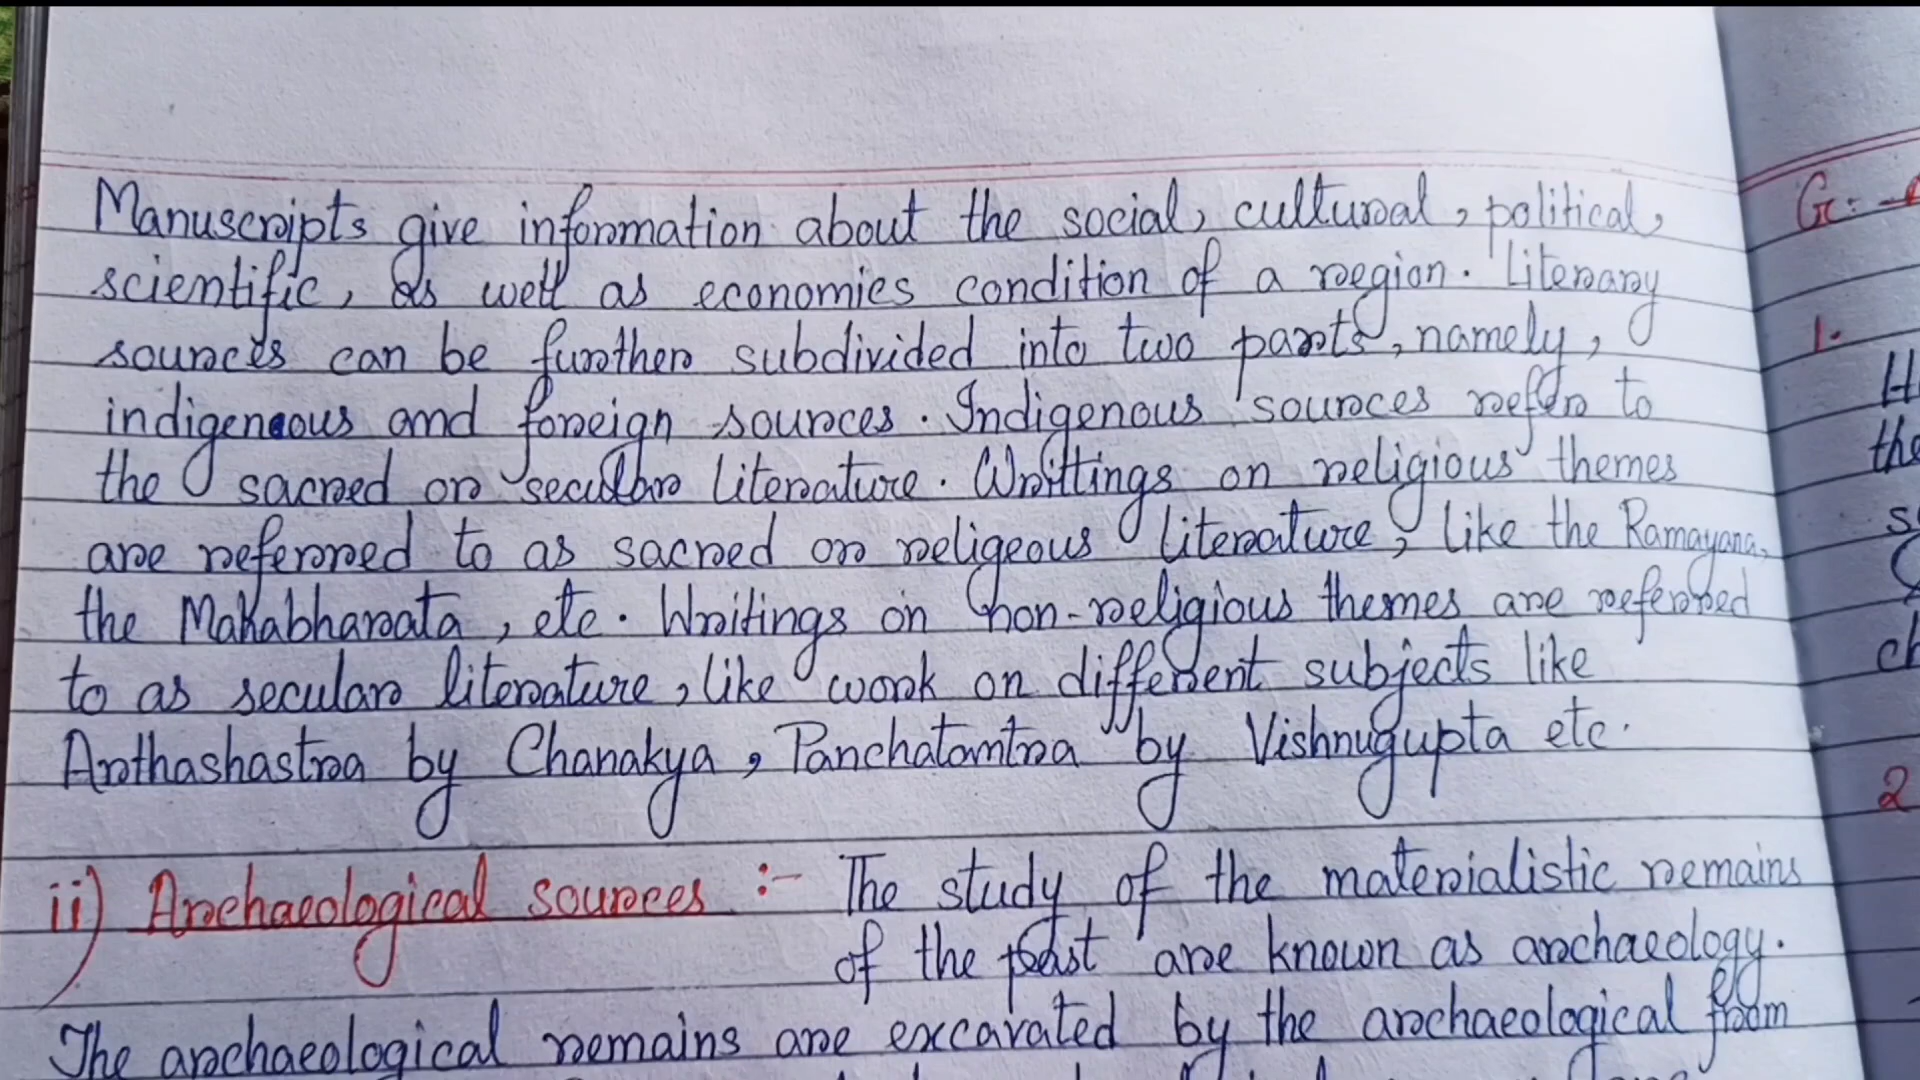 Manuscripts give information about the social, cultural, political,
scientific, as well as economics condition of a region. Literary
sources can be further subdivided into two parts, namely,
indigeneous and foreign sources. Indigenous sources refer to
the sacred or secular literature. Writtings on religious themes
are referred to as sacred or religeous literature, like the Ramayana,
the Mahabharata, etc. Writings on non-religious themes are referred
to as secular literature, like work on different subjects like
Arthashastra by Chanakya, Panchatantra by Vishnugupta etc.
ii) Archaeological sources :- The study of the materialistic remains
of the past are known as archaeology.
The archaeological remains are excavated by the archaeological from
G:-
1.
the
2